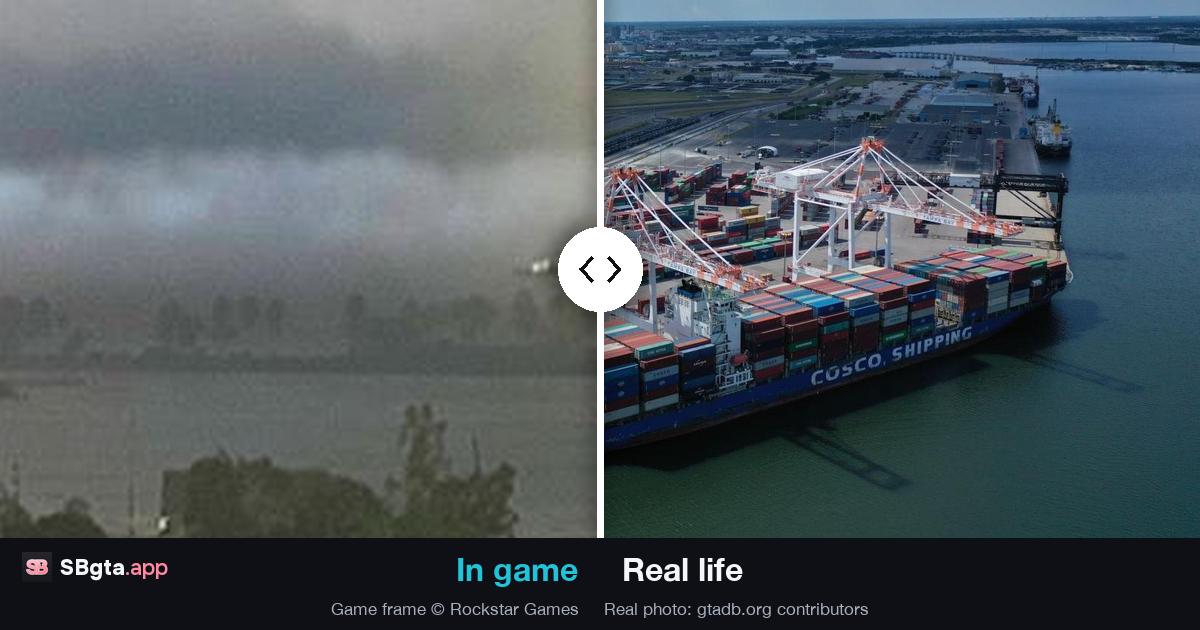 COSCO SHIPPING
SBgta.app
In game
Real life
Game frame © Rockstar Games
Real photo: gtadb.org contributors